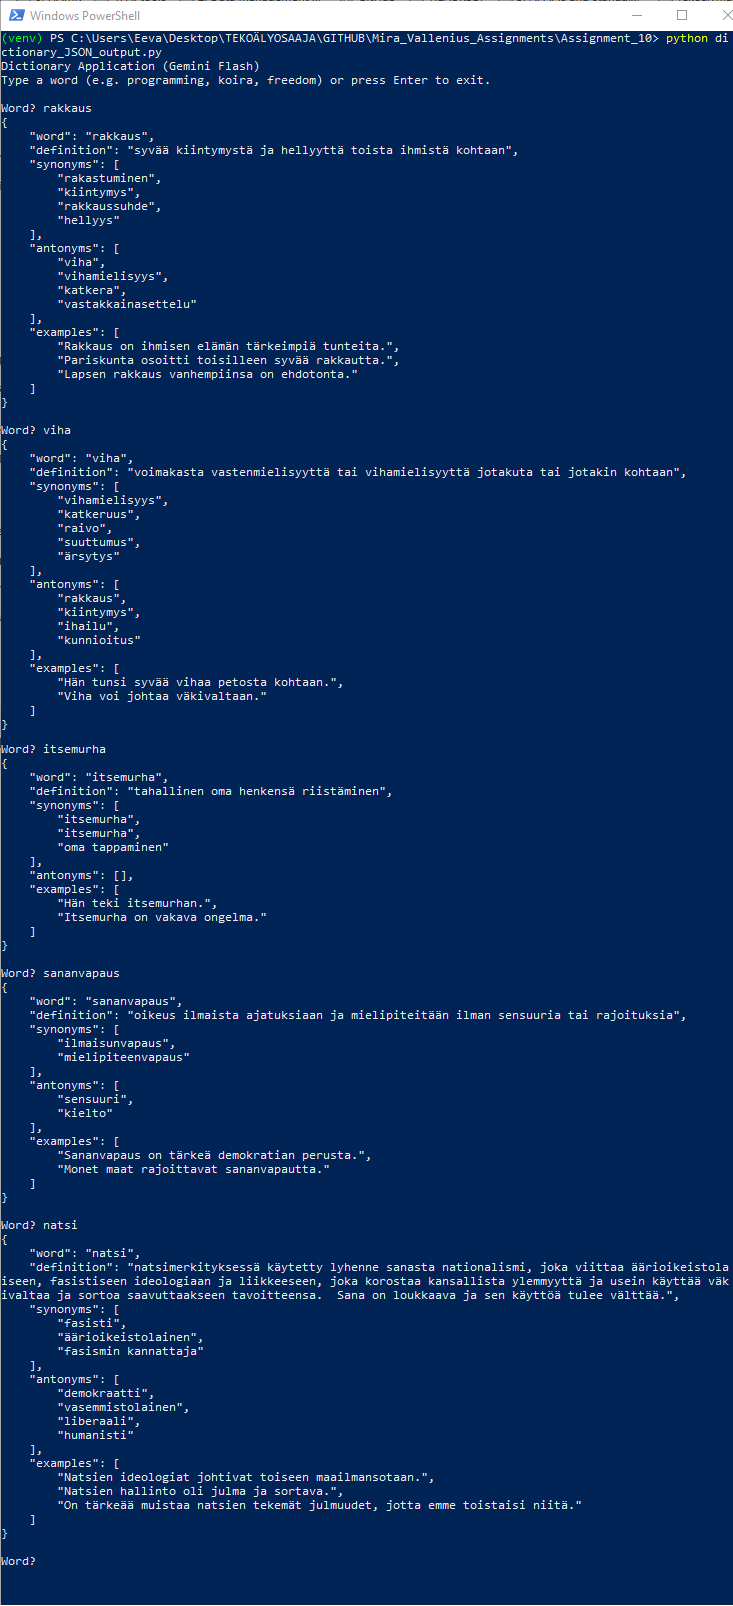 Windows PowerShell
(venv) PS C:\Users\Eeva\Desktop\TEKOÄLYOSAAJA\GITHUB\Mira_Vallenius_Assignments\Assignment_10> python di
ctionary_JSON_output.py
Dictionary Application (Gemini Flash)
Type a word (e.g. programming, koira, freedom) or press Enter to exit.

Word? rakkaus
{
    "word": "rakkaus",
    "definition": "syvää kiintymystä ja hellyyttä toista ihmistä kohtaan",
    "synonyms": [
        "rakastuminen",
        "kiintymys",
        "rakkaussuhde",
        "hellyys"
    ],
    "antonyms": [
        "viha",
        "vihamielisyys",
        "katkera",
        "vastakkainasettelu"
    ],
    "examples": [
        "Rakkaus on ihmisen elämän tärkeimpiä tunteita.",
        "Pariskunta osoitti toisilleen syvää rakkautta.",
        "Lapsen rakkaus vanhempiinsa on ehdotonta."
    ]
}

Word? viha
{
    "word": "viha",
    "definition": "voimakasta vastenmielisyyttä tai vihamielisyyttä jotakuta tai jotakin kohtaan",
    "synonyms": [
        "vihamielisyys",
        "katkeruus",
        "raivo",
        "suuttumus",
        "ärsytys"
    ],
    "antonyms": [
        "rakkaus",
        "kiintymys",
        "ihailu",
        "kunnioitus"
    ],
    "examples": [
        "Hän tunsi syvää vihaa petosta kohtaan.",
        "Viha voi johtaa väkivaltaan."
    ]
}

Word? itsemurha
{
    "word": "itsemurha",
    "definition": "tahallinen oma henkensä riistäminen",
    "synonyms": [
        "itsemurha",
        "itsemurha",
        "oma tappaminen"
    ],
    "antonyms": [],
    "examples": [
        "Hän teki itsemurhan.",
        "Itsemurha on vakava ongelma."
    ]
}

Word? sananvapaus
{
    "word": "sananvapaus",
    "definition": "oikeus ilmaista ajatuksiaan ja mielipiteitään ilman sensuuria tai rajoituksia",
    "synonyms": [
        "ilmaisunvapaus",
        "mielipiteenvapaus"
    ],
    "antonyms": [
        "sensuuri",
        "kielto"
    ],
    "examples": [
        "Sananvapaus on tärkeä demokratian perusta.",
        "Monet maat rajoittavat sananvapautta."
    ]
}

Word? natsi
{
    "word": "natsi",
    "definition": "natsimerkityksessä käytetty lyhenne sanasta nationalismi, joka viittaa äärioikeistola
iseen, fasistiseen ideologiaan ja liikkeeseen, joka korostaa kansallista ylemmyyttä ja usein käyttää väk
ivaltaa ja sortoa saavuttaakseen tavoitteensa.  Sana on loukkaava ja sen käyttöä tulee välttää.",
    "synonyms": [
        "fasisti",
        "äärioikeistolainen",
        "fasismin kannattaja"
    ],
    "antonyms": [
        "demokraatti",
        "vasemmistolainen",
        "liberaali",
        "humanisti"
    ],
    "examples": [
        "Natsien ideologiat johtivat toiseen maailmansotaan.",
        "Natsien hallinto oli julma ja sortava.",
        "On tärkeää muistaa natsien tekemät julmuudet, jotta emme toistaisi niitä."
    ]
}

Word?